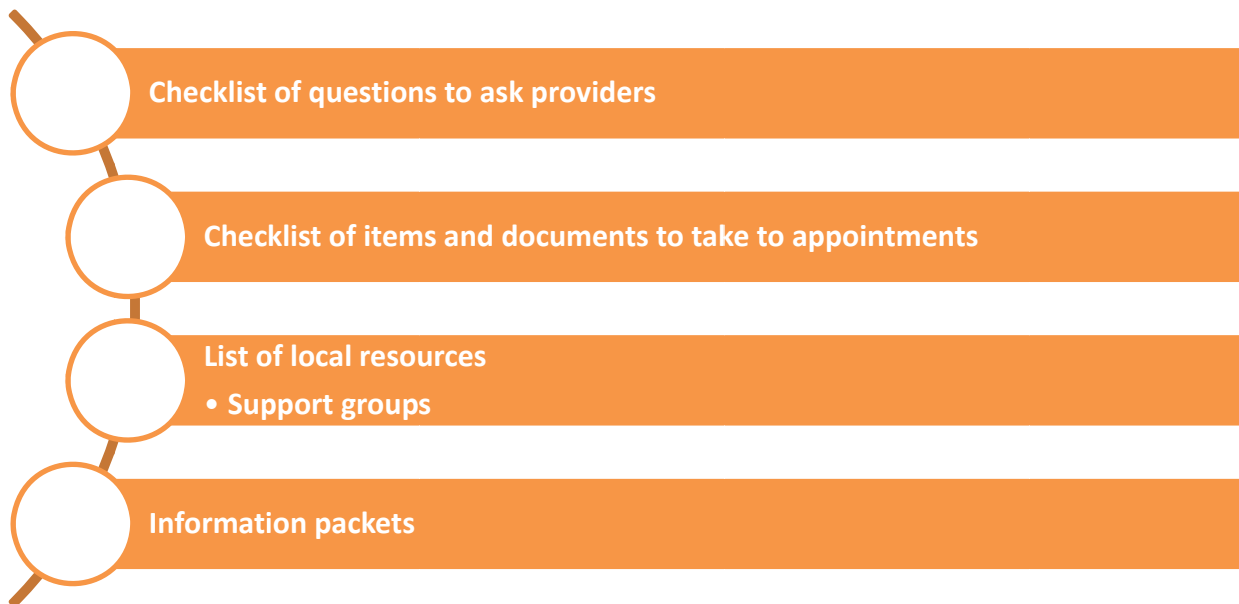 Checklist of questions to ask providers
Checklist of items and documents to take to appointments
List of local resources
• Support groups
Information packets